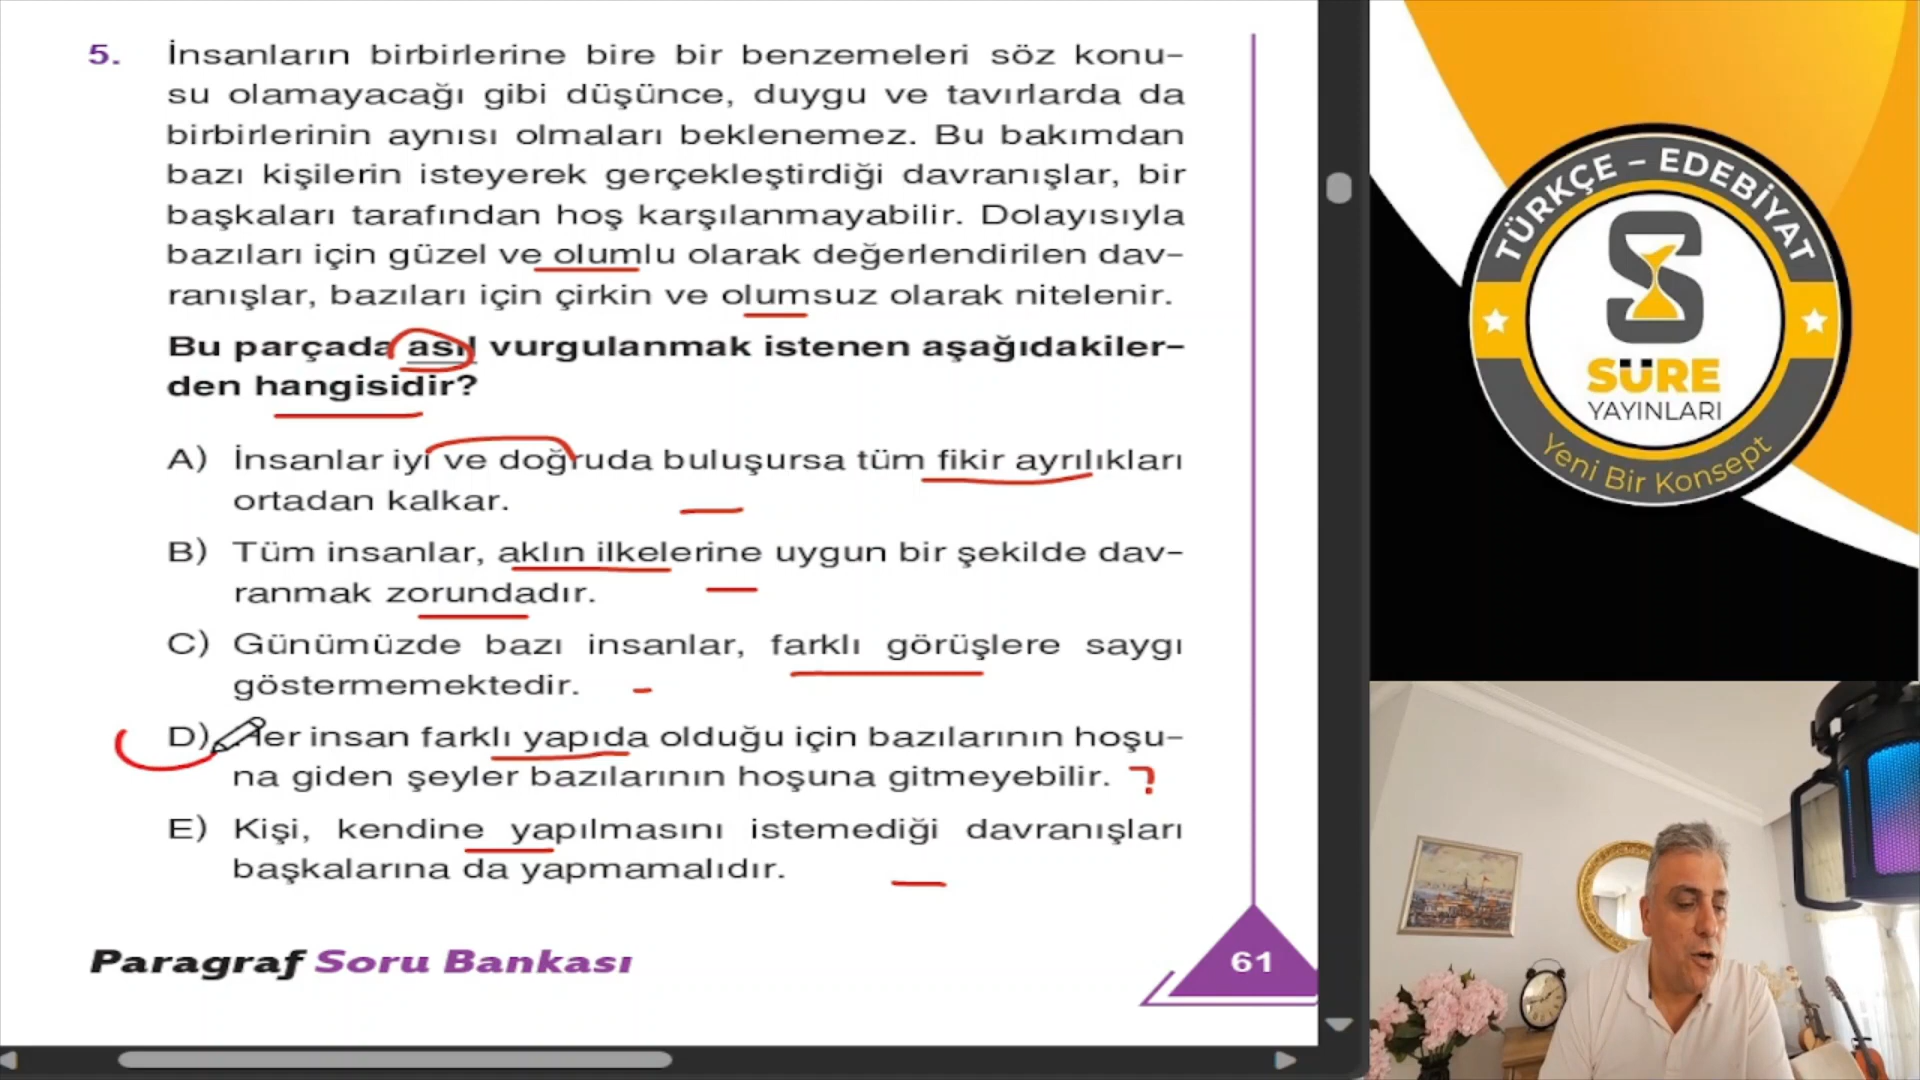 5. İnsanların birbirlerine bire bir benzemeleri söz konu-
su olamayacağı gibi düşünce, duygu ve tavırlarda da
birbirlerinin aynısı olmaları beklenemez. Bu bakımdan
bazı kişilerin isteyerek gerçekleştirdiği davranışlar, bir
başkaları tarafından hoş karşılanmayabilir. Dolayısıyla
bazıları için güzel ve olumlu olarak değerlendirilen dav-
ranışlar, bazıları için çirkin ve olumsuz olarak nitelenir.
Bu parçada asıl vurgulanmak istenen aşağıdakiler-
den hangisidir?
A) İnsanlar iyi ve doğruda buluşursa tüm fikir ayrılıkları
ortadan kalkar.
B) Tüm insanlar, aklın ilkelerine uygun bir şekilde dav-
ranmak zorundadır.
C) Günümüzde bazı insanlar, farklı görüşlere saygı
göstermemektedir.
D) Her insan farklı yapıda olduğu için bazılarının hoşu-
na giden şeyler bazılarının hoşuna gitmeyebilir.
E) Kişi, kendine yapılmasını istemediği davranışları
başkalarına da yapmamalıdır.
Paragraf Soru Bankası
61
TÜRKÇE – EDEBİYAT
S
SÜRE
YAYINLARI
Yeni Bir Konsept